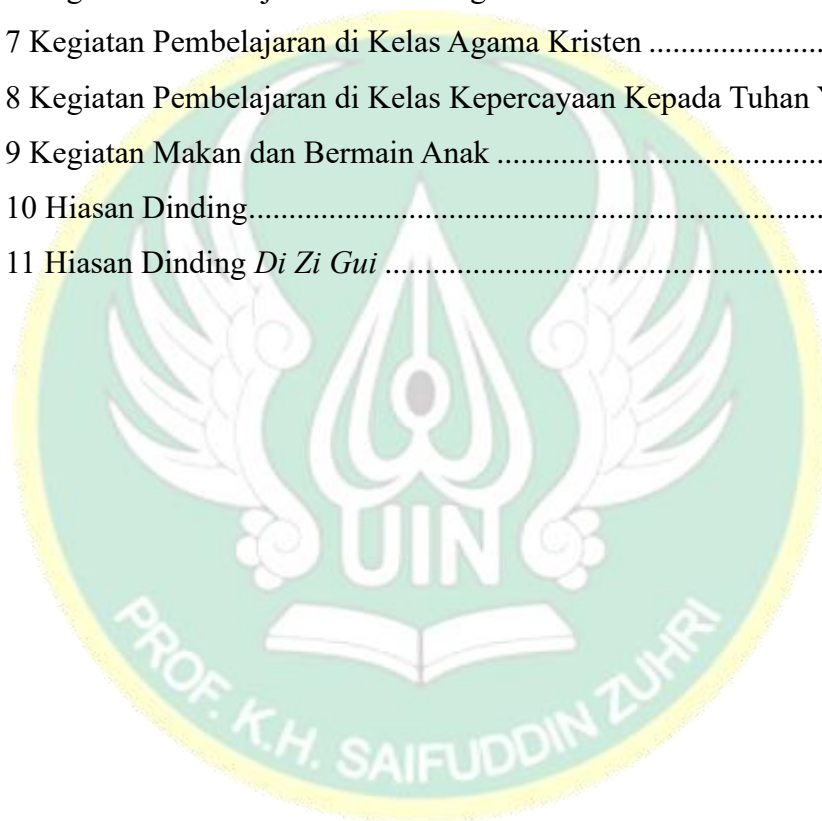 7 Kegiatan Pembelajaran di Kelas Agama Kristen ......................
8 Kegiatan Pembelajaran di Kelas Kepercayaan Kepada Tuhan
9 Kegiatan Makan dan Bermain Anak ..........................................
10 Hiasan Dinding..........................................................................
11 Hiasan Dinding Di Zi Gui .........................................................
UIN
PROF. K.H. SAIFUDDIN ZUHRI